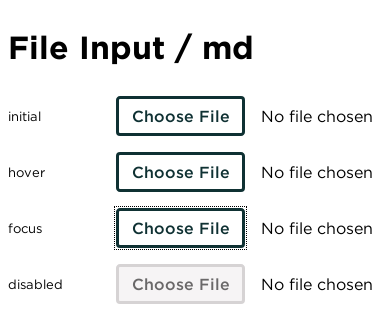 File Input / md
initial Choose File No file chosen
hover Choose File No file chosen
focus Choose File No file chosen
disabled Choose File No file chosen